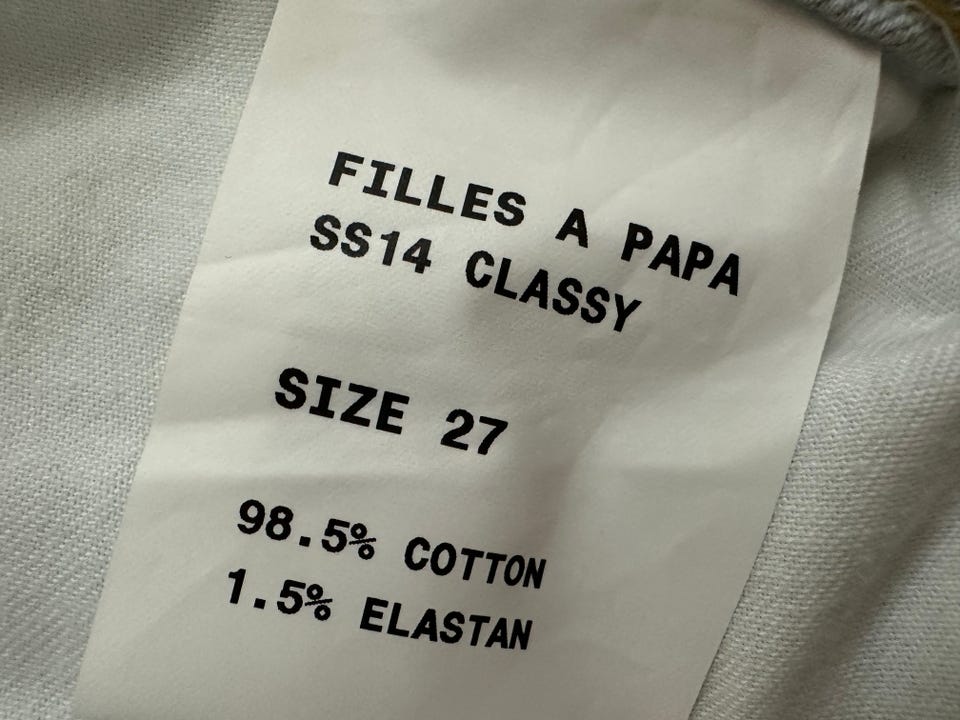 FILLES A PAPA
SS14 CLASSY
SIZE 27
98.5% COTTON
1.5% ELASTAN